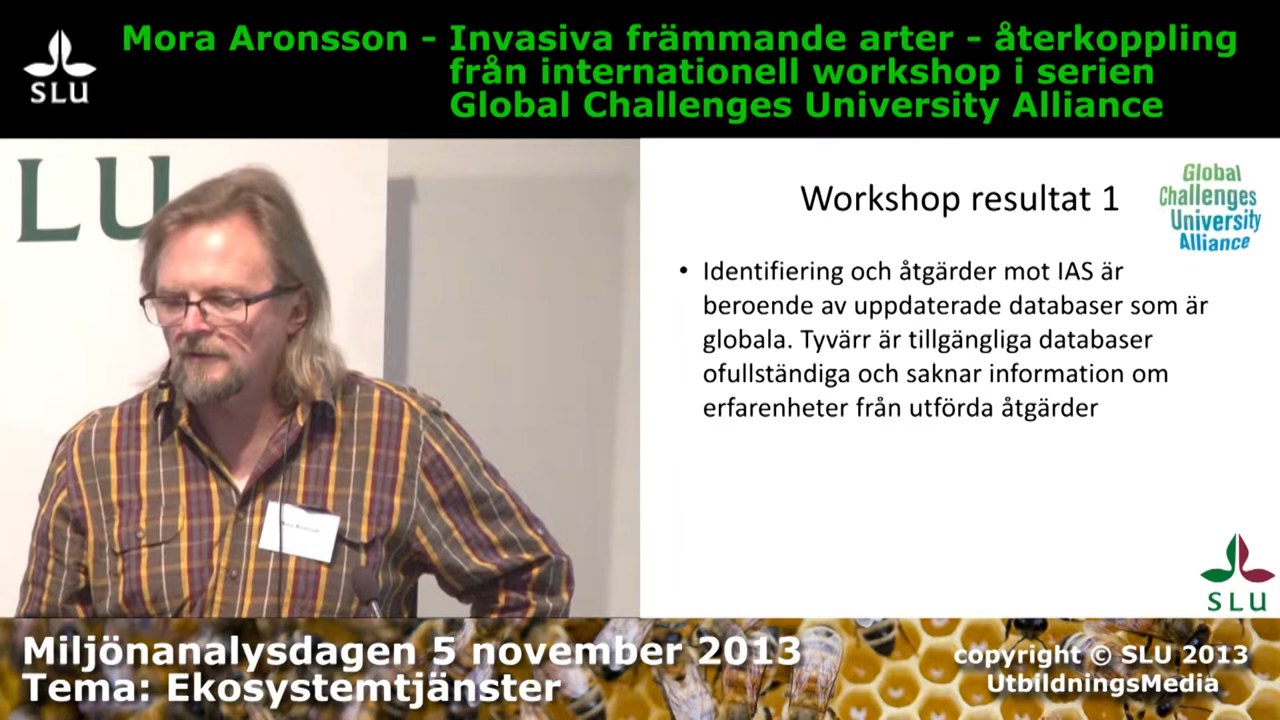 SLU
Mora Aronsson - Invasiva främmande arter - återkoppling
från internationell workshop i serien
Global Challenges University Alliance
LU
Workshop resultat 1
Global
Challenges
University
Alliance
• Identifiering och åtgärder mot IAS är
beroende av uppdaterade databaser som är
globala. Tyvärr är tillgängliga databaser
ofullständiga och saknar information om
erfarenheter från utförda åtgärder
Mora Aronsson
SLU
Miljönanalysdagen 5 november 2013
Tema: Ekosystemtjänster
copyright © SLU 2013
UtbildningsMedia